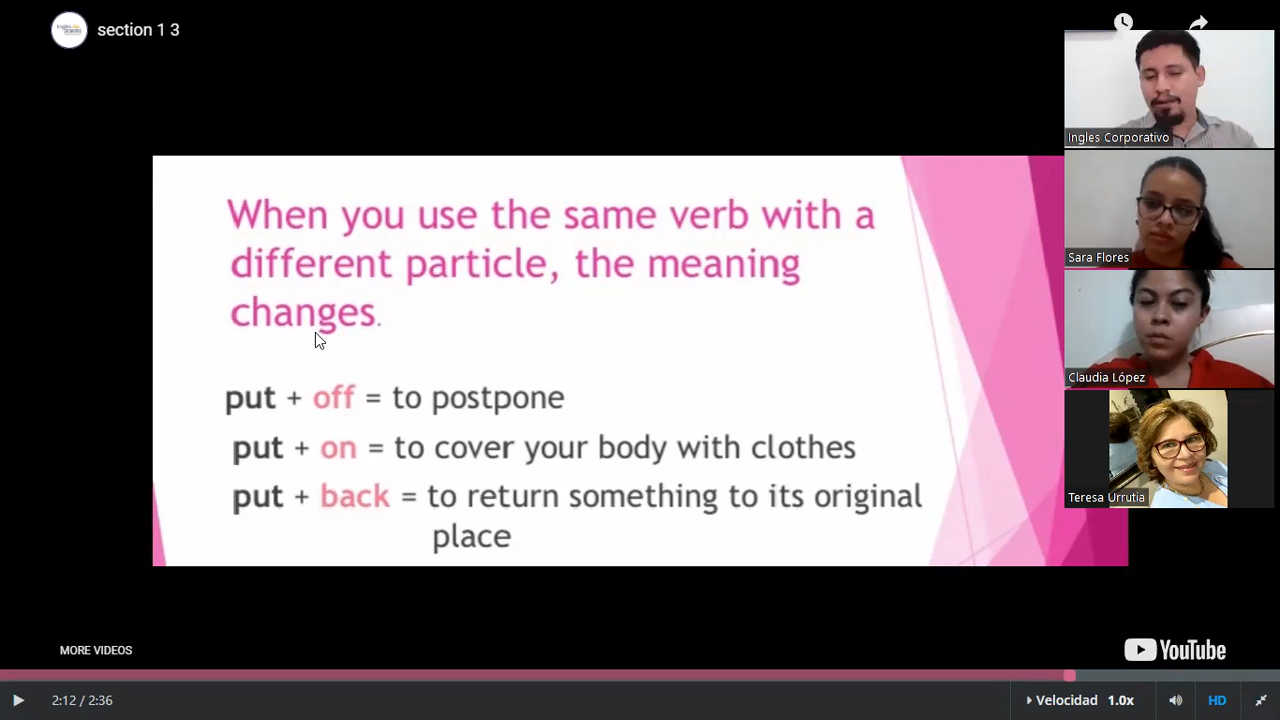 section 1 3
Ingles Corporativo
Sara Flores
Claudia López
Teresa Urrutia
When you use the same verb with a
different particle, the meaning
changes.
put + off = to postpone
put + on = to cover your body with clothes
put + back = to return something to its original
place
MORE VIDEOS
YouTube
2:12 / 2:36
Velocidad 1.0x
HD